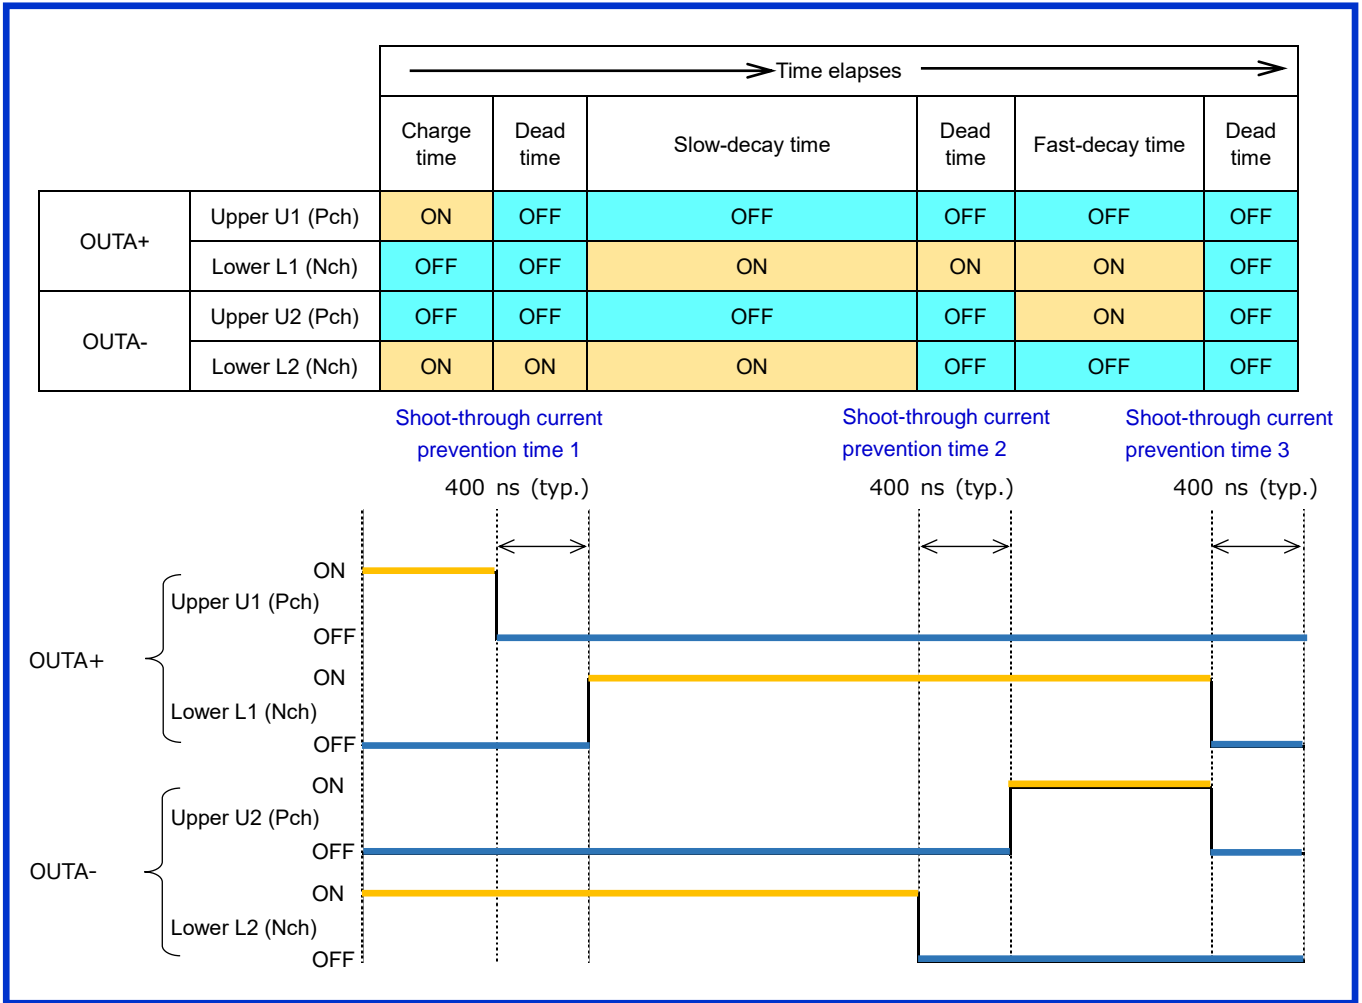 Time elapses
Charge time
Dead time
Slow-decay time
Dead time
Fast-decay time
Dead time
OUTA+
Upper U1 (Pch) ON OFF OFF OFF OFF OFF
Lower L1 (Nch) OFF OFF ON ON ON OFF
OUTA-
Upper U2 (Pch) OFF OFF OFF OFF ON OFF
Lower L2 (Nch) ON ON ON OFF OFF OFF
Shoot-through current
prevention time 1
Shoot-through current
prevention time 2
Shoot-through current
prevention time 3
400 ns (typ.)
400 ns (typ.)
400 ns (typ.)
OUTA+
ON
Upper U1 (Pch)
OFF
ON
Lower L1 (Nch)
OFF
OUTA-
ON
Upper U2 (Pch)
OFF
ON
Lower L2 (Nch)
OFF